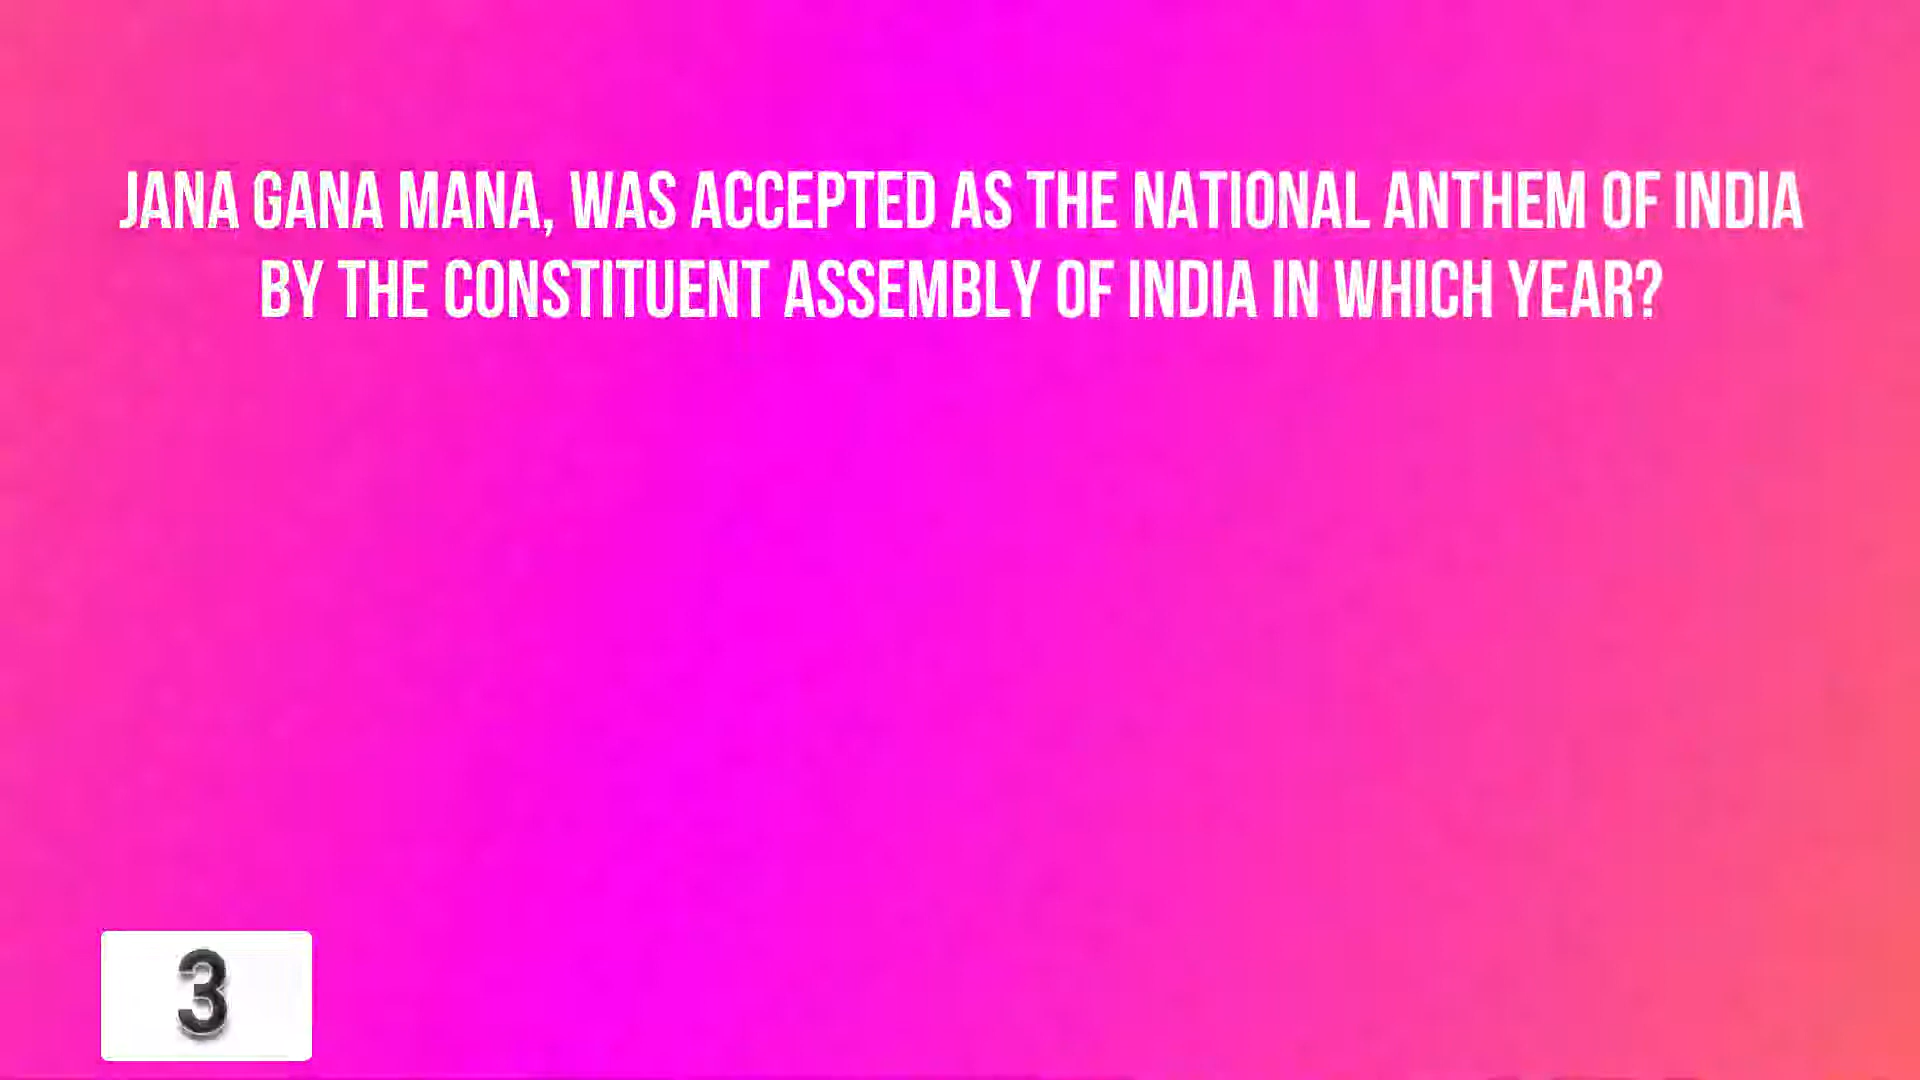 JANA GANA MANA, WAS ACCEPTED AS THE NATIONAL ANTHEM OF INDIA
BY THE CONSTITUENT ASSEMBLY OF INDIA IN WHICH YEAR?
3